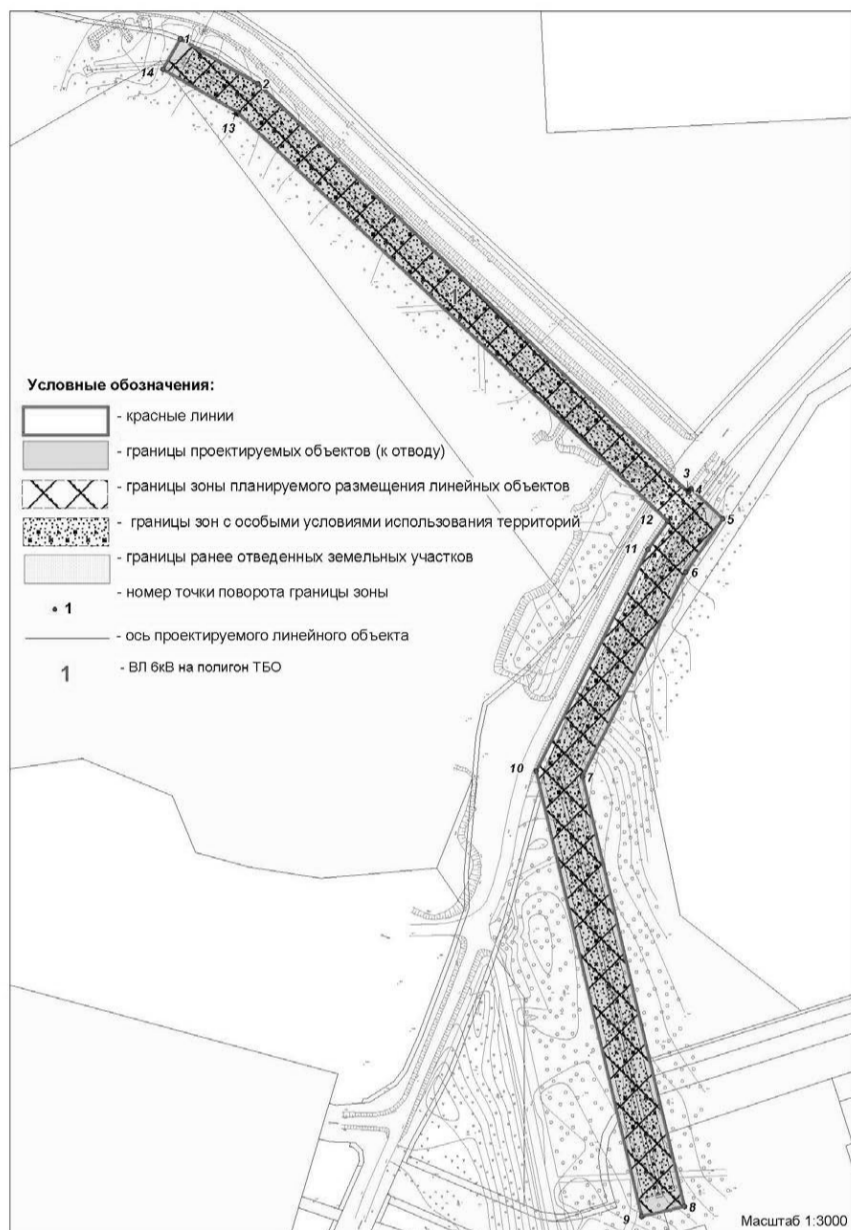 1
14
2
13
Условные обозначения:
- красные линии
- границы проектируемых объектов (к отводу)
- границы зоны планируемого размещения линейных объектов
- границы зон с особыми условиями использования территорий
- границы ранее отведенных земельных участков
- номер точки поворота границы зоны
1
- ось проектируемого линейного объекта
1 - ВЛ 6кВ на полигон ТБО
3
4
5
12
11
6
10
7
8
9
Масштаб 1:3000